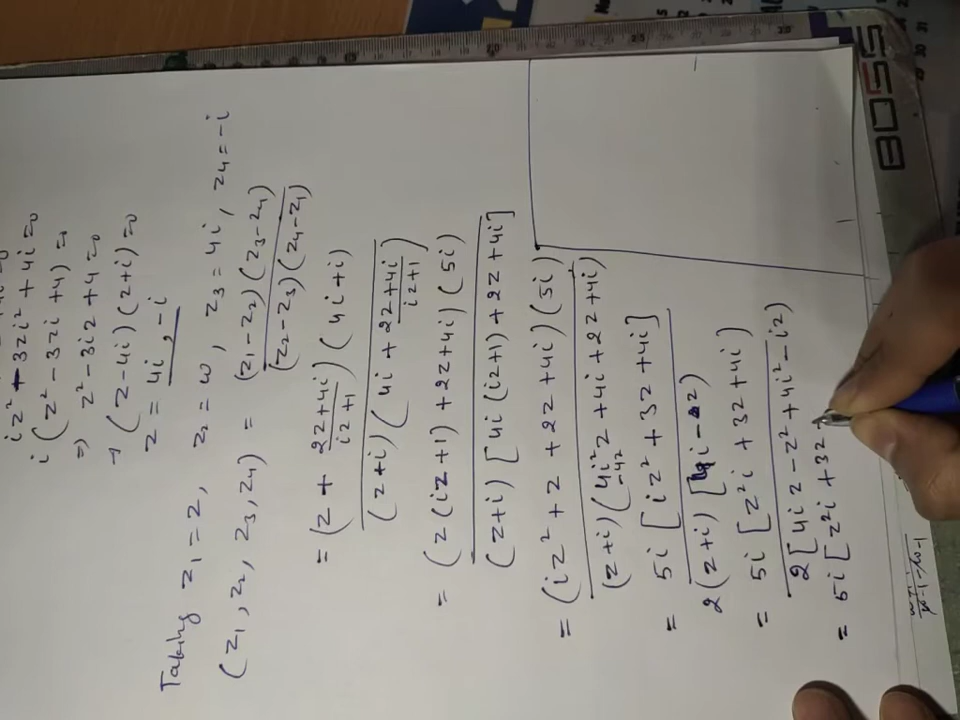 iz² - 3zi² + 4i = 0
i(z² - 3zi + 4) = 0
⇒ z² - 3iz + 4 = 0
→ (z - 4i)(z + i) = 0
z = 4i, -i
Taking z₁ = z, z₂ = ω, z₃ = 4i, z₄ = -i
(z₁, z₂, z₃, z₄) = (z₁ - z₂)(z₃ - z₄) / (z₂ - z₃)(z₄ - z₁)
= (z + (2z + 4i)/(iz + 1))(4i + i) / (z + i)(4i + (2z + 4i)/(iz + 1))
= (z(iz + 1) + 2z + 4i)(5i) / (z + i)[4i(iz + 1) + 2z + 4i]
= (iz² + z + 2z + 4i)(5i) / (z + i)(4i²z + 4i + 2z + 4i)
-4z
= 5i[iz² + 3z + 4i] / 2(z + i)[4i - z]
= 5i[z²i + 3z + 4i] / 2[4iz - z² + 4i² - iz]
= 5i[z²i + 3z
BOSS